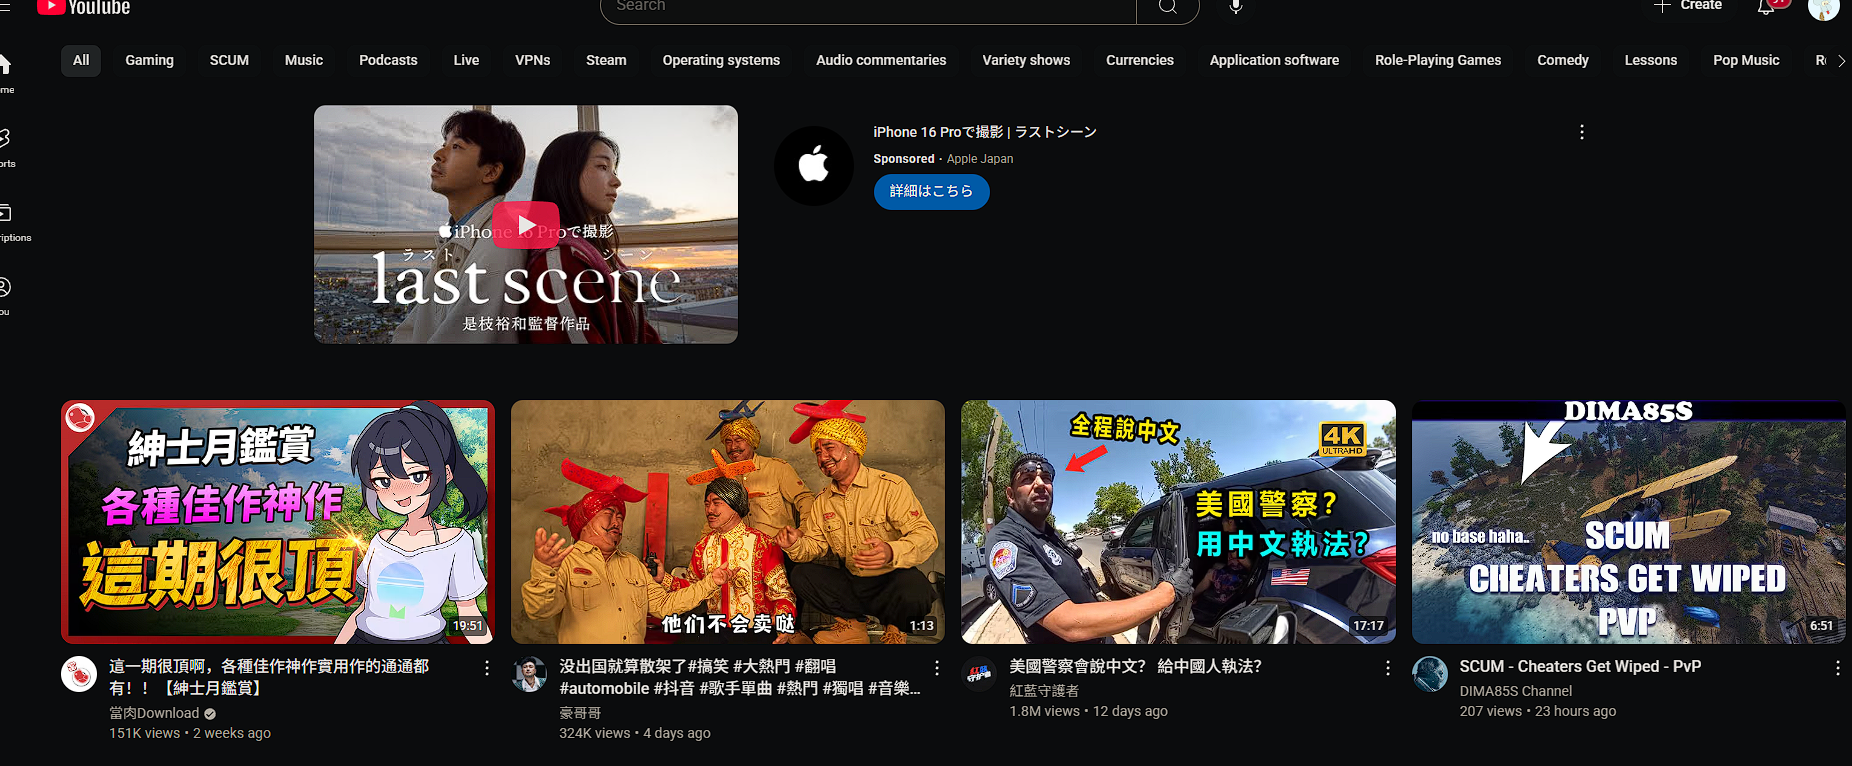 YouTube
Search
Create
All
Gaming
SCUM
Music
Podcasts
Live
VPNs
Steam
Operating systems
Audio commentaries
Variety shows
Currencies
Application software
Role-Playing Games
Comedy
Lessons
Pop Music
me
orts
riptions
ou
iPhone 16 Proで撮影
ラスト シーン
last scene
是枝裕和監督作品
iPhone 16 Proで撮影 | ラストシーン
Sponsored · Apple Japan
詳細はこちら
紳士月鑑賞
各種佳作神作
這期很頂
19:51
這一期很頂啊，各種佳作神作實用作的通通都
有！！【紳士月鑑賞】
當肉Download
151K views • 2 weeks ago
他们不会卖哒
1:13
没出国就算散架了#搞笑 #大熱門 #翻唱
#automobile #抖音 #歌手單曲 #熱門 #獨唱 #音樂...
豪哥哥
324K views • 4 days ago
全程說中文
4K
ULTRAHD
美國警察？
用中文執法？
17:17
美國警察會說中文？ 給中國人執法？
紅藍守護者
1.8M views • 12 days ago
DIMA85S
no base haha..
SCUM
CHEATERS GET WIPED
PVP
6:51
SCUM - Cheaters Get Wiped - PvP
DIMA85S Channel
207 views • 23 hours ago